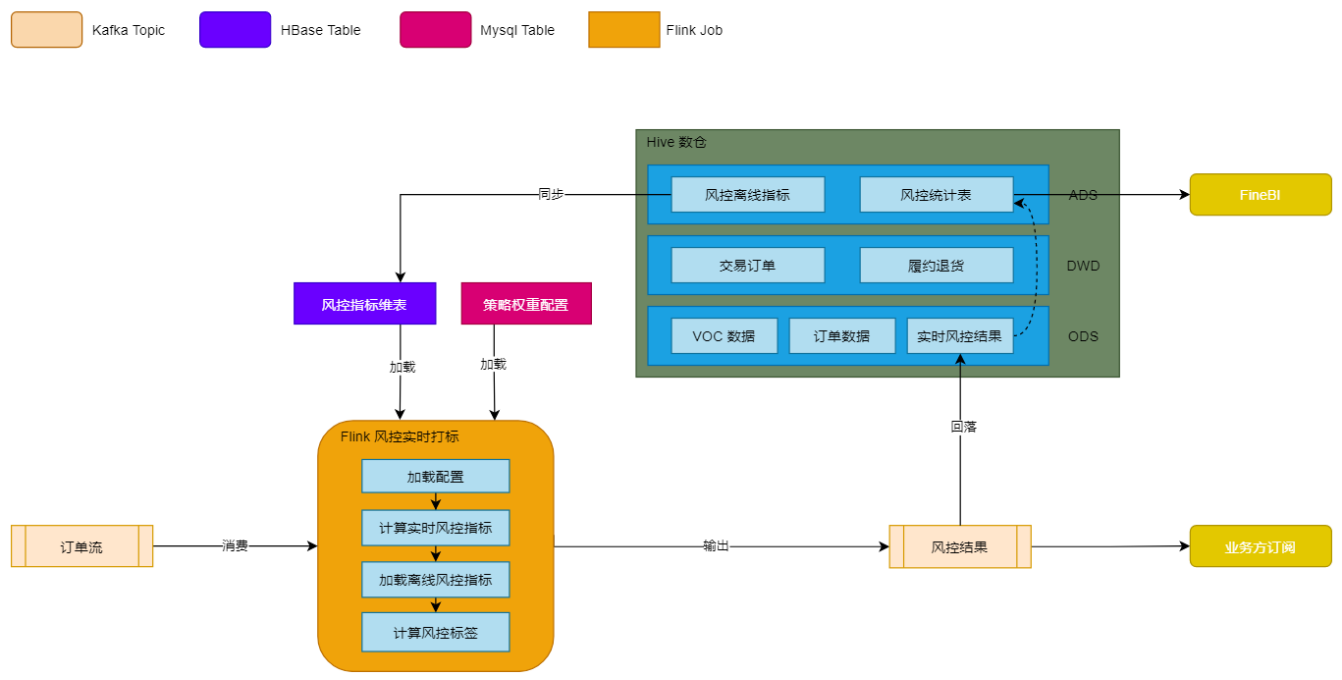 Kafka Topic
HBase Table
Mysql Table
Flink Job
Hive 数仓
同步
风控离线指标
风控统计表
ADS
FineBI
交易订单
履约退货
DWD
风控指标维表
策略权重配置
VOC 数据
订单数据
实时风控结果
ODS
加载
加载
回落
Flink 风控实时打标
加载配置
计算实时风控指标
订单流
消费
输出
风控结果
业务方订阅
加载离线风控指标
计算风控标签